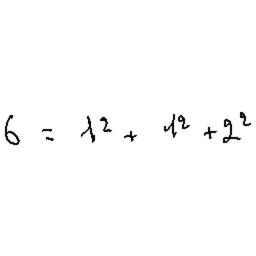 6 = 1² + 1² + 2²